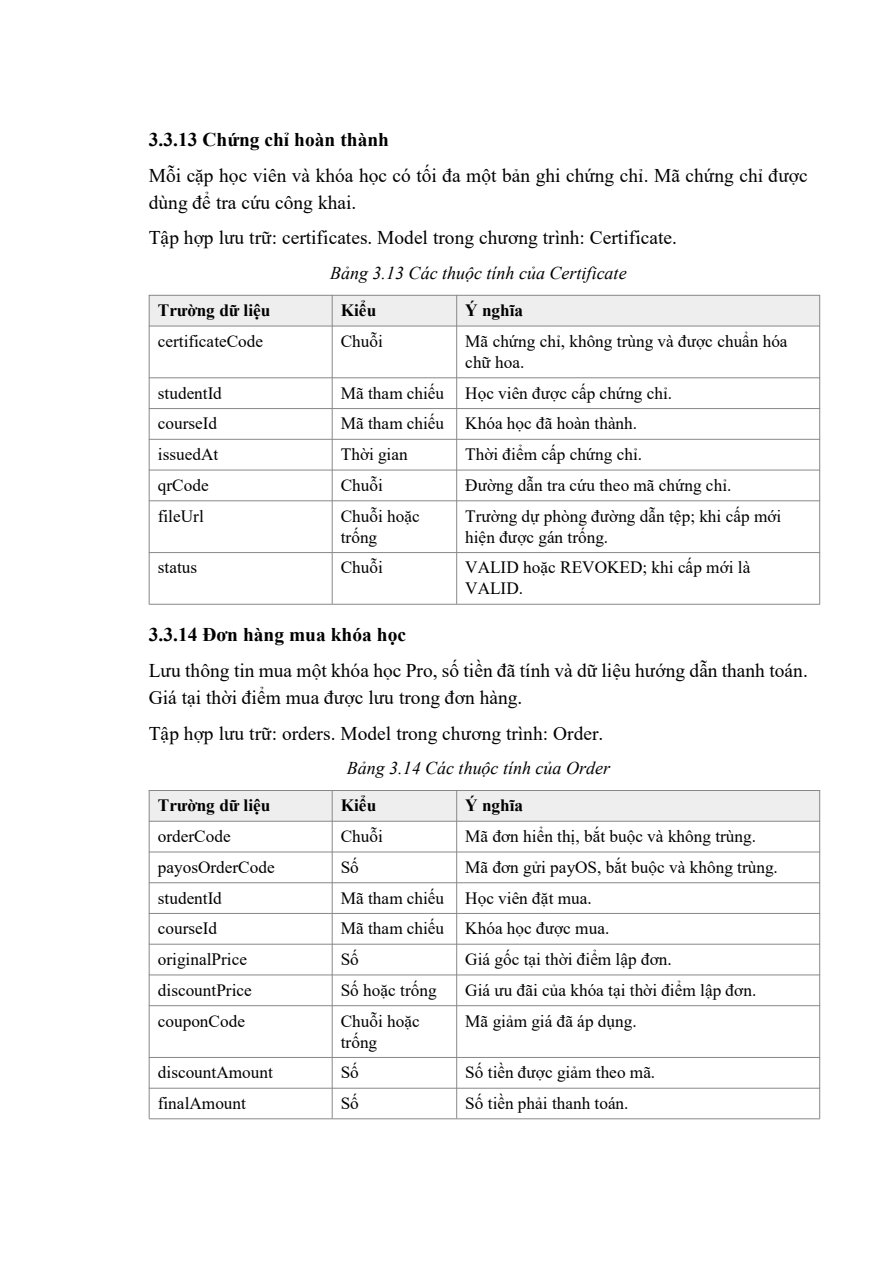 3.3.13 Chứng chỉ hoàn thành
Mỗi cặp học viên và khóa học có tối đa một bản ghi chứng chỉ. Mã chứng chỉ được
dùng để tra cứu công khai.
Tập hợp lưu trữ: certificates. Model trong chương trình: Certificate.
Bảng 3.13 Các thuộc tính của Certificate
Trường dữ liệu Kiểu Ý nghĩa
certificateCode Chuỗi Mã chứng chỉ, không trùng và được chuẩn hóa
chữ hoa.
studentId Mã tham chiếu Học viên được cấp chứng chỉ.
courseId Mã tham chiếu Khóa học đã hoàn thành.
issuedAt Thời gian Thời điểm cấp chứng chỉ.
qrCode Chuỗi Đường dẫn tra cứu theo mã chứng chỉ.
fileUrl Chuỗi hoặc Trường dự phòng đường dẫn tệp; khi cấp mới
trống hiện được gán trống.
status Chuỗi VALID hoặc REVOKED; khi cấp mới là
VALID.
3.3.14 Đơn hàng mua khóa học
Lưu thông tin mua một khóa học Pro, số tiền đã tính và dữ liệu hướng dẫn thanh toán.
Giá tại thời điểm mua được lưu trong đơn hàng.
Tập hợp lưu trữ: orders. Model trong chương trình: Order.
Bảng 3.14 Các thuộc tính của Order
Trường dữ liệu Kiểu Ý nghĩa
orderCode Chuỗi Mã đơn hiển thị, bắt buộc và không trùng.
payosOrderCode Số Mã đơn gửi payOS, bắt buộc và không trùng.
studentId Mã tham chiếu Học viên đặt mua.
courseId Mã tham chiếu Khóa học được mua.
originalPrice Số Giá gốc tại thời điểm lập đơn.
discountPrice Số hoặc trống Giá ưu đãi của khóa tại thời điểm lập đơn.
couponCode Chuỗi hoặc Mã giảm giá đã áp dụng.
trống
discountAmount Số Số tiền được giảm theo mã.
finalAmount Số Số tiền phải thanh toán.